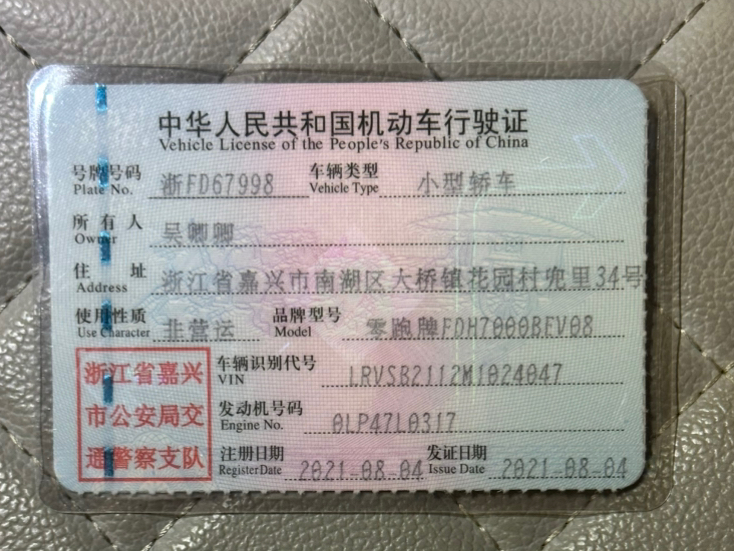 中华人民共和国机动车行驶证
Vehicle License of the People's Republic of China
号牌号码 浙FD67998 车辆类型 小型轿车
Plate No. Vehicle Type
所有人 吴卿卿
Owner
住址 浙江省嘉兴市南湖区大桥镇花园村兜里34号
Address
使用性质 非营运 品牌型号 零跑牌FDH7000BEV08
Use Character Model
浙江省嘉兴
市公安局交
通警察支队
车辆识别代号 LRVSB2112M1024047
VIN
发动机号码 0LP47L0317
Engine No.
注册日期 2021-08-04 发证日期 2021-08-04
Register Date Issue Date